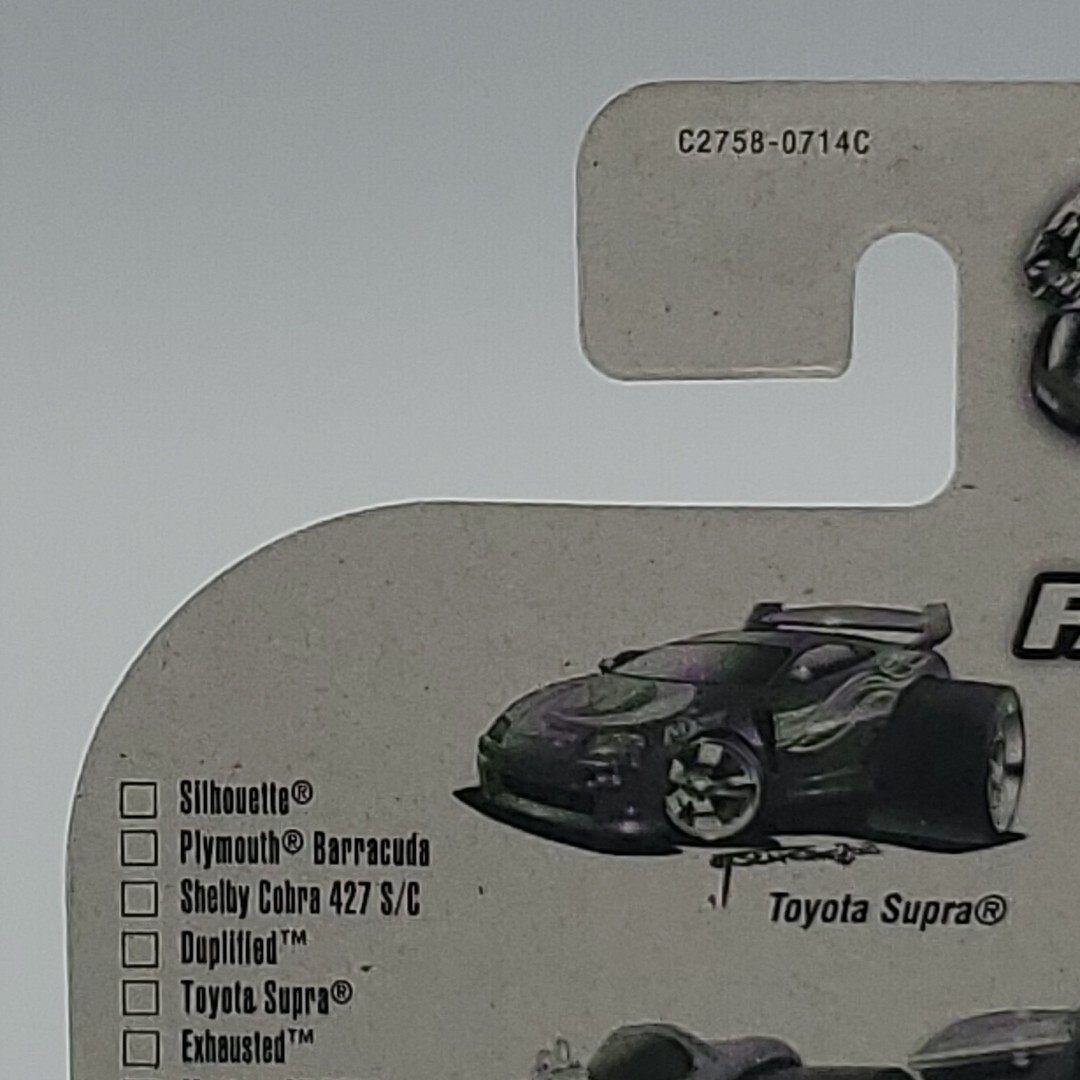 C2758-0714C
Silhouette®
Plymouth® Barracuda
Shelby Cobra 427 S/C
Duplified™
Toyota Supra®
Exhausted™
Toyota Supra®